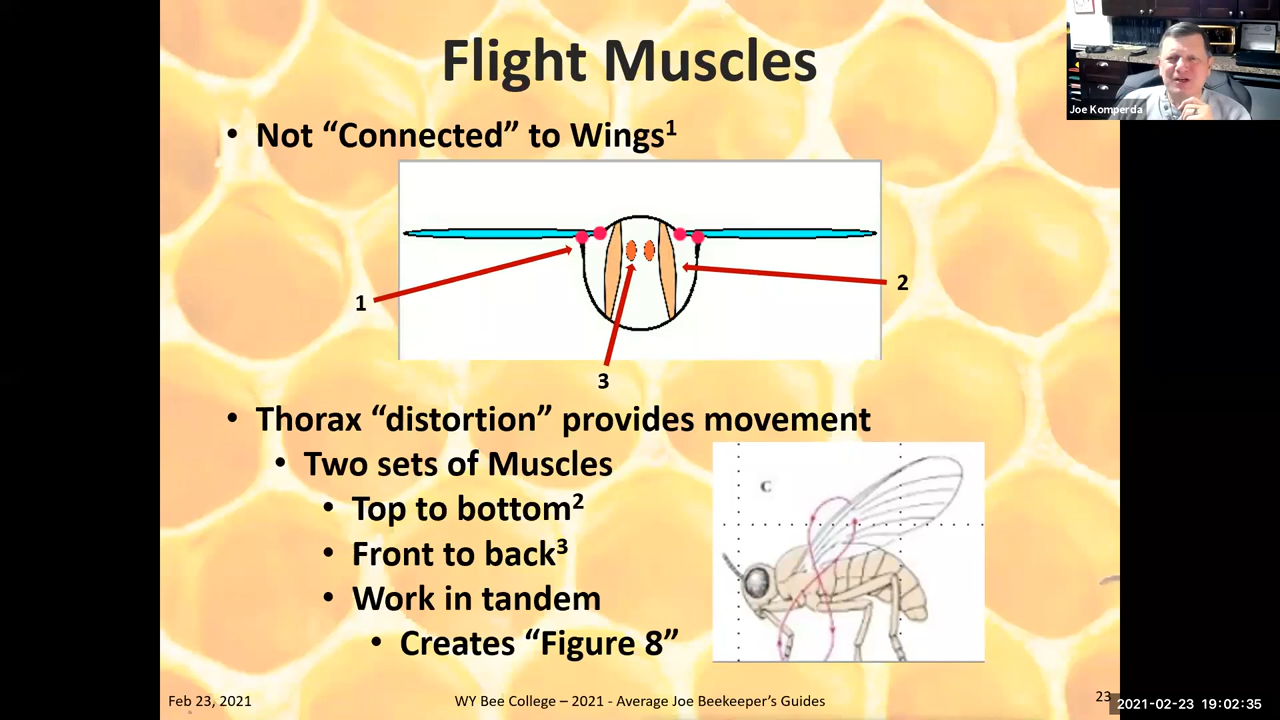 Flight Muscles
Joe Komperda
• Not “Connected” to Wings¹
1
2
3
• Thorax “distortion” provides movement
• Two sets of Muscles
• Top to bottom²
• Front to back³
• Work in tandem
• Creates “Figure 8”
C
Feb 23, 2021
WY Bee College – 2021 - Average Joe Beekeeper’s Guides
23
2021-02-23 19:02:35